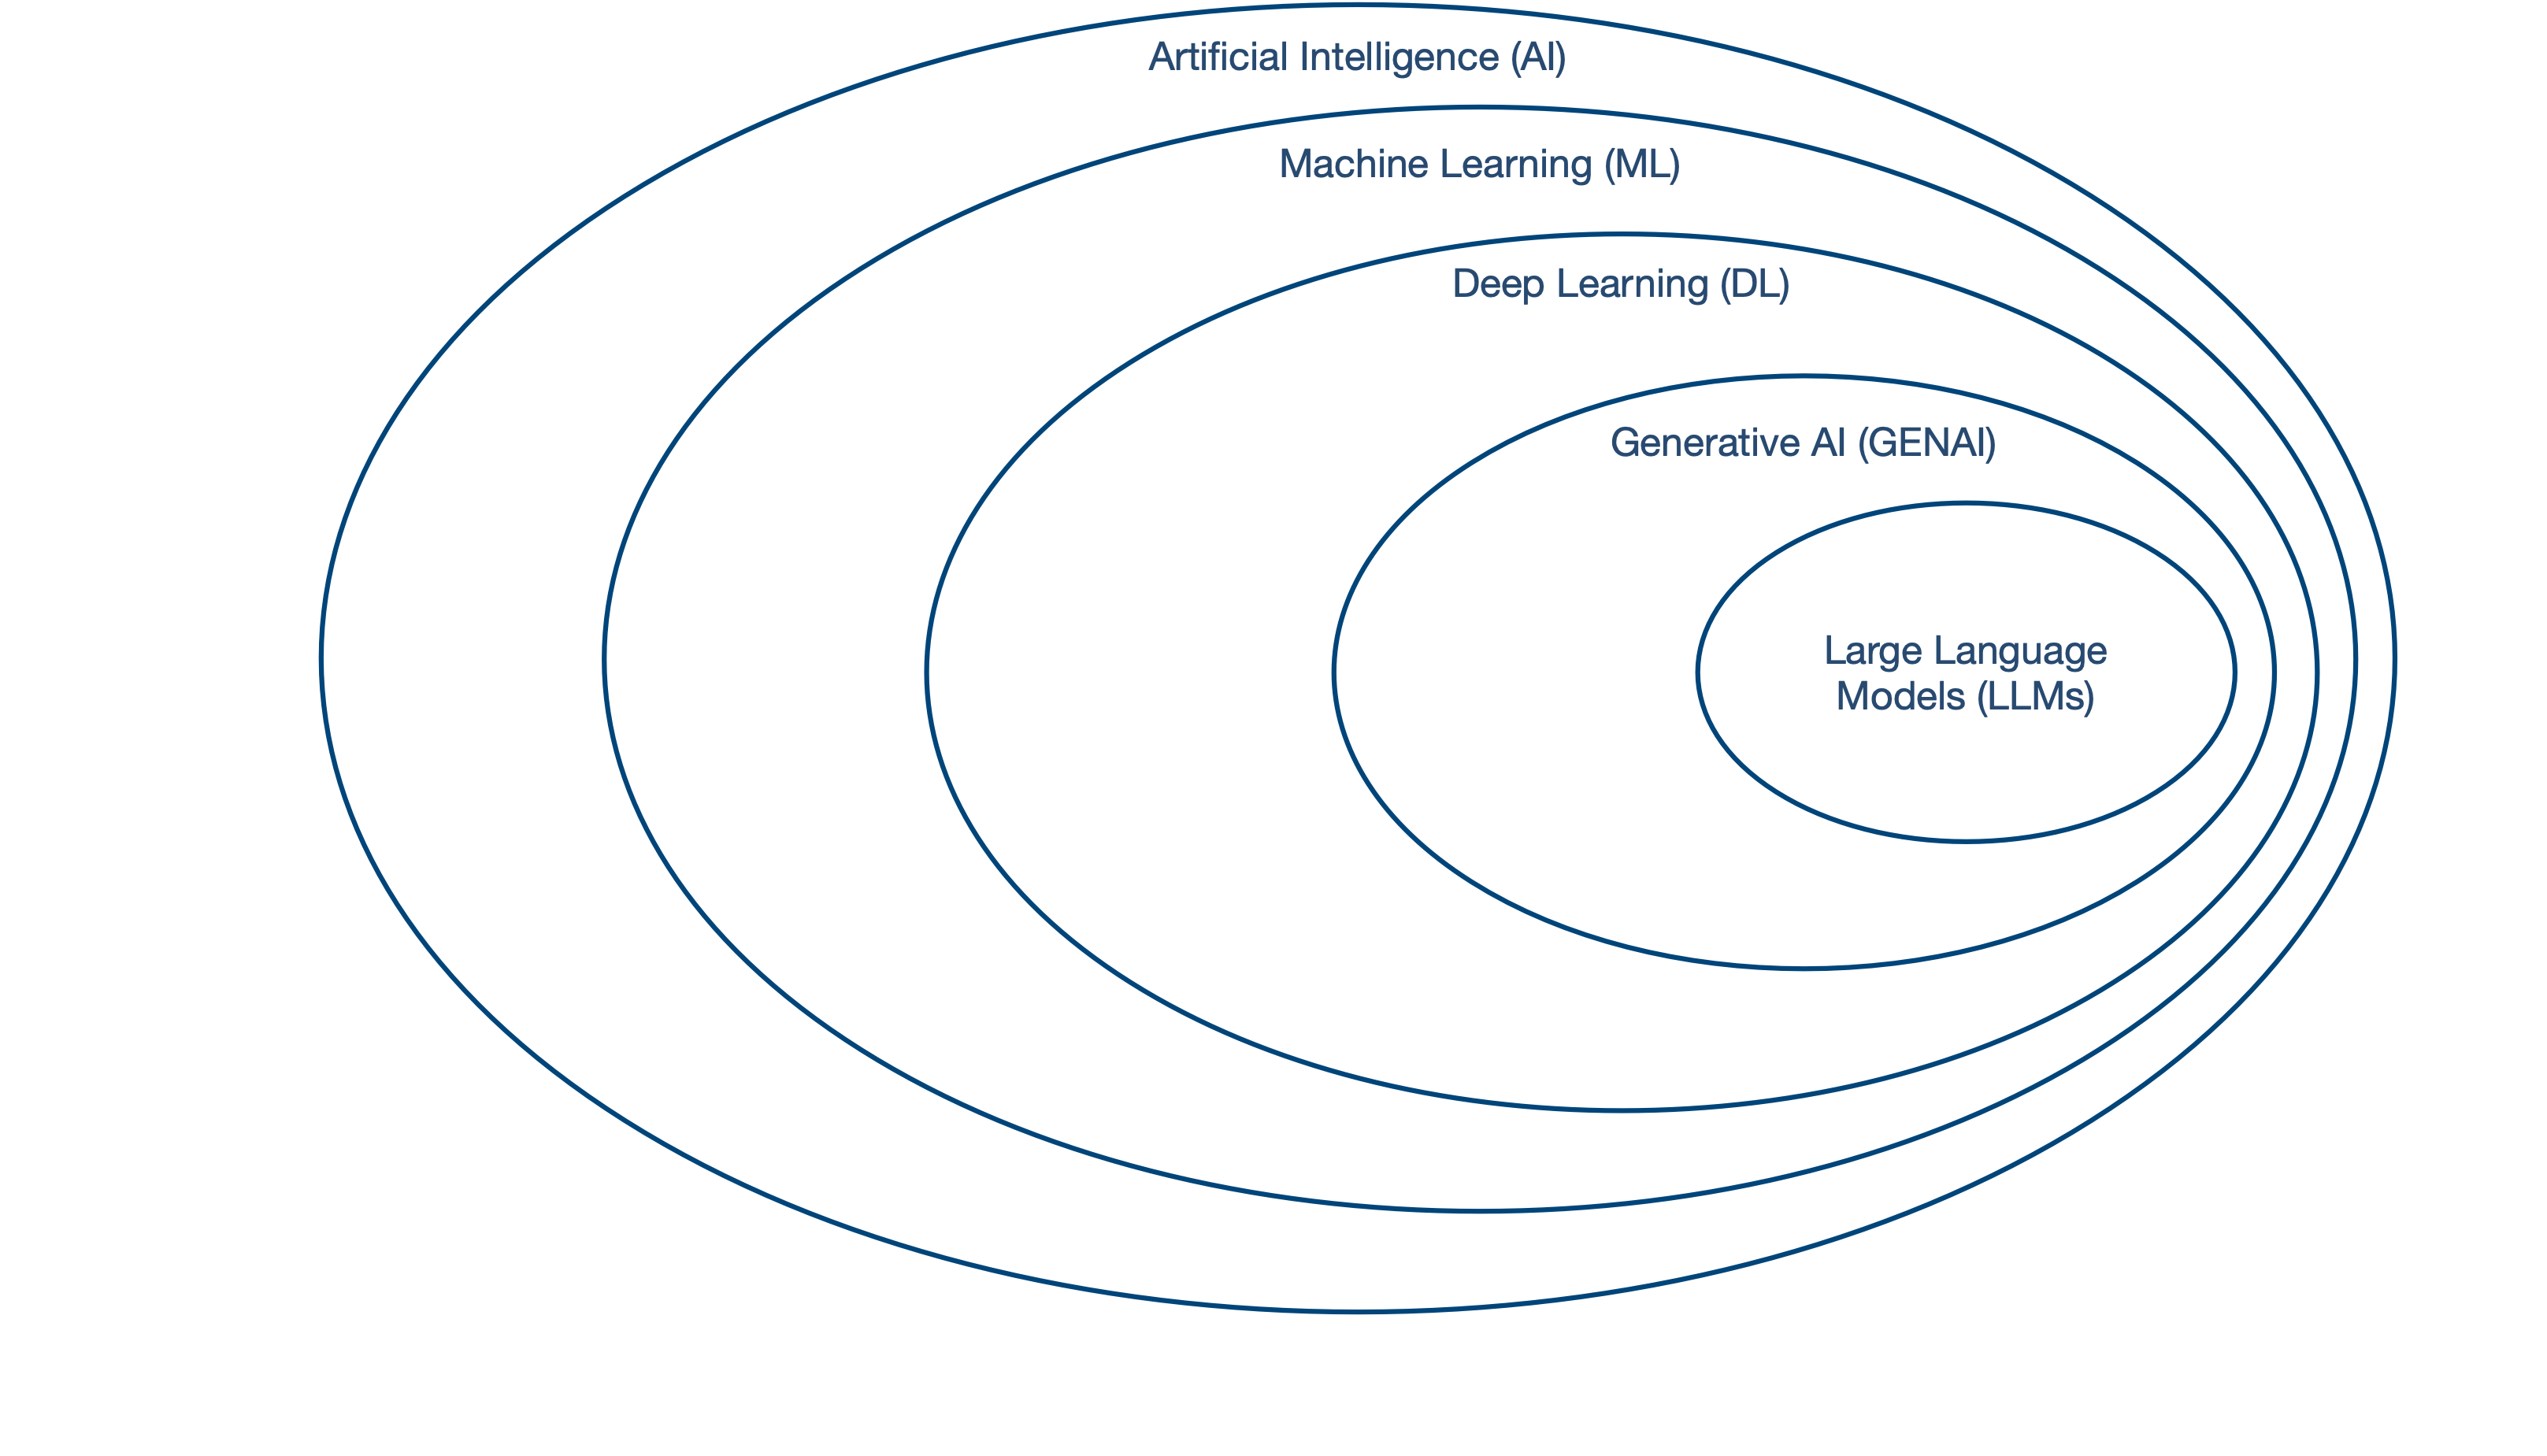 Artificial Intelligence (AI)
Machine Learning (ML)
Deep Learning (DL)
Generative AI (GENAI)
Large Language
Models (LLMs)